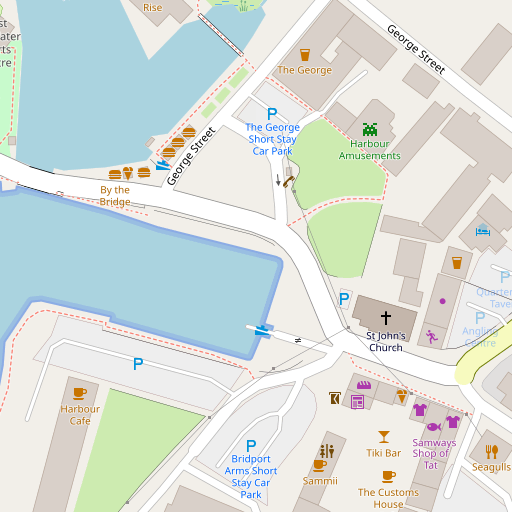 Rise
st
ater
rts
tre
George Street
The George
The George
Short Stay
Car Park
P
Harbour
Amusements
George Street
By the
Bridge
P
P
Quarter
Tave
P
Angling
Centre
St John's
Church
P
Harbour
Cafe
P
Bridport
Arms Short
Stay Car
Park
Sammii
Tiki Bar
The Customs
House
Samways
Shop of
Tat
Seagulls